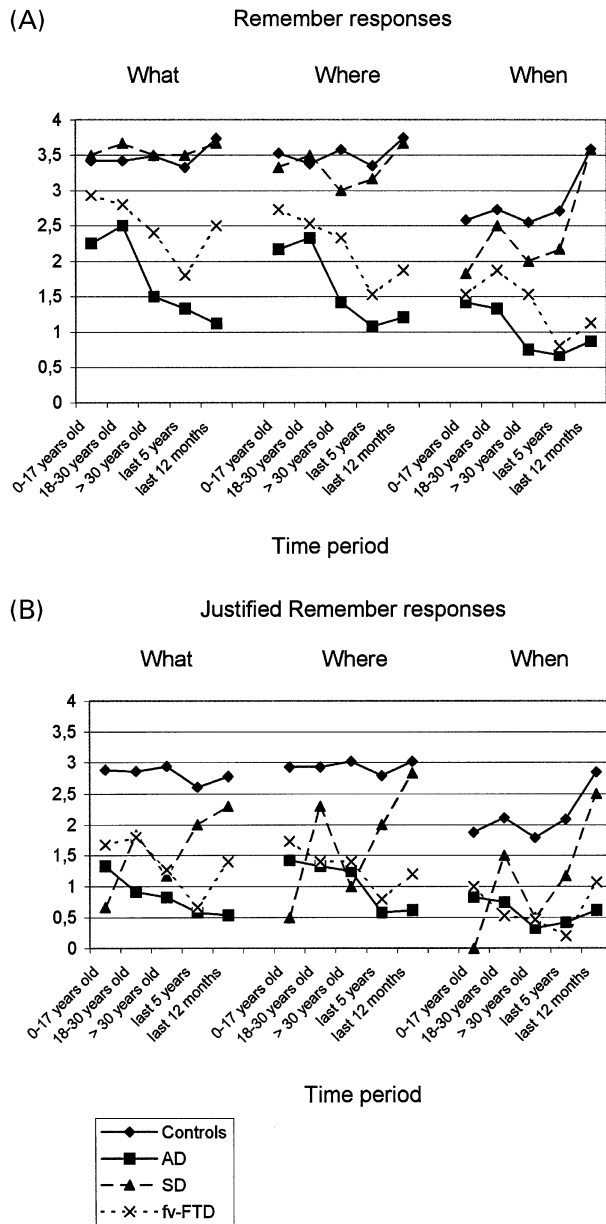 (A) Remember responses
What Where When
4
3,5
3
2,5
2
1,5
1
0,5
0
0-17 years old
18-30 years old
> 30 years old
last 5 years
last 12 months
0-17 years old
18-30 years old
> 30 years old
last 5 years
last 12 months
0-17 years old
18-30 years old
> 30 years old
last 5 years
last 12 months
Time period
(B) Justified Remember responses
What Where When
4
3,5
3
2,5
2
1,5
1
0,5
0
0-17 years old
18-30 years old
> 30 years old
last 5 years
last 12 months
0-17 years old
18-30 years old
> 30 years old
last 5 years
last 12 months
0-17 years old
18-30 years old
> 30 years old
last 5 years
last 12 months
Time period
Controls
AD
SD
fv-FTD